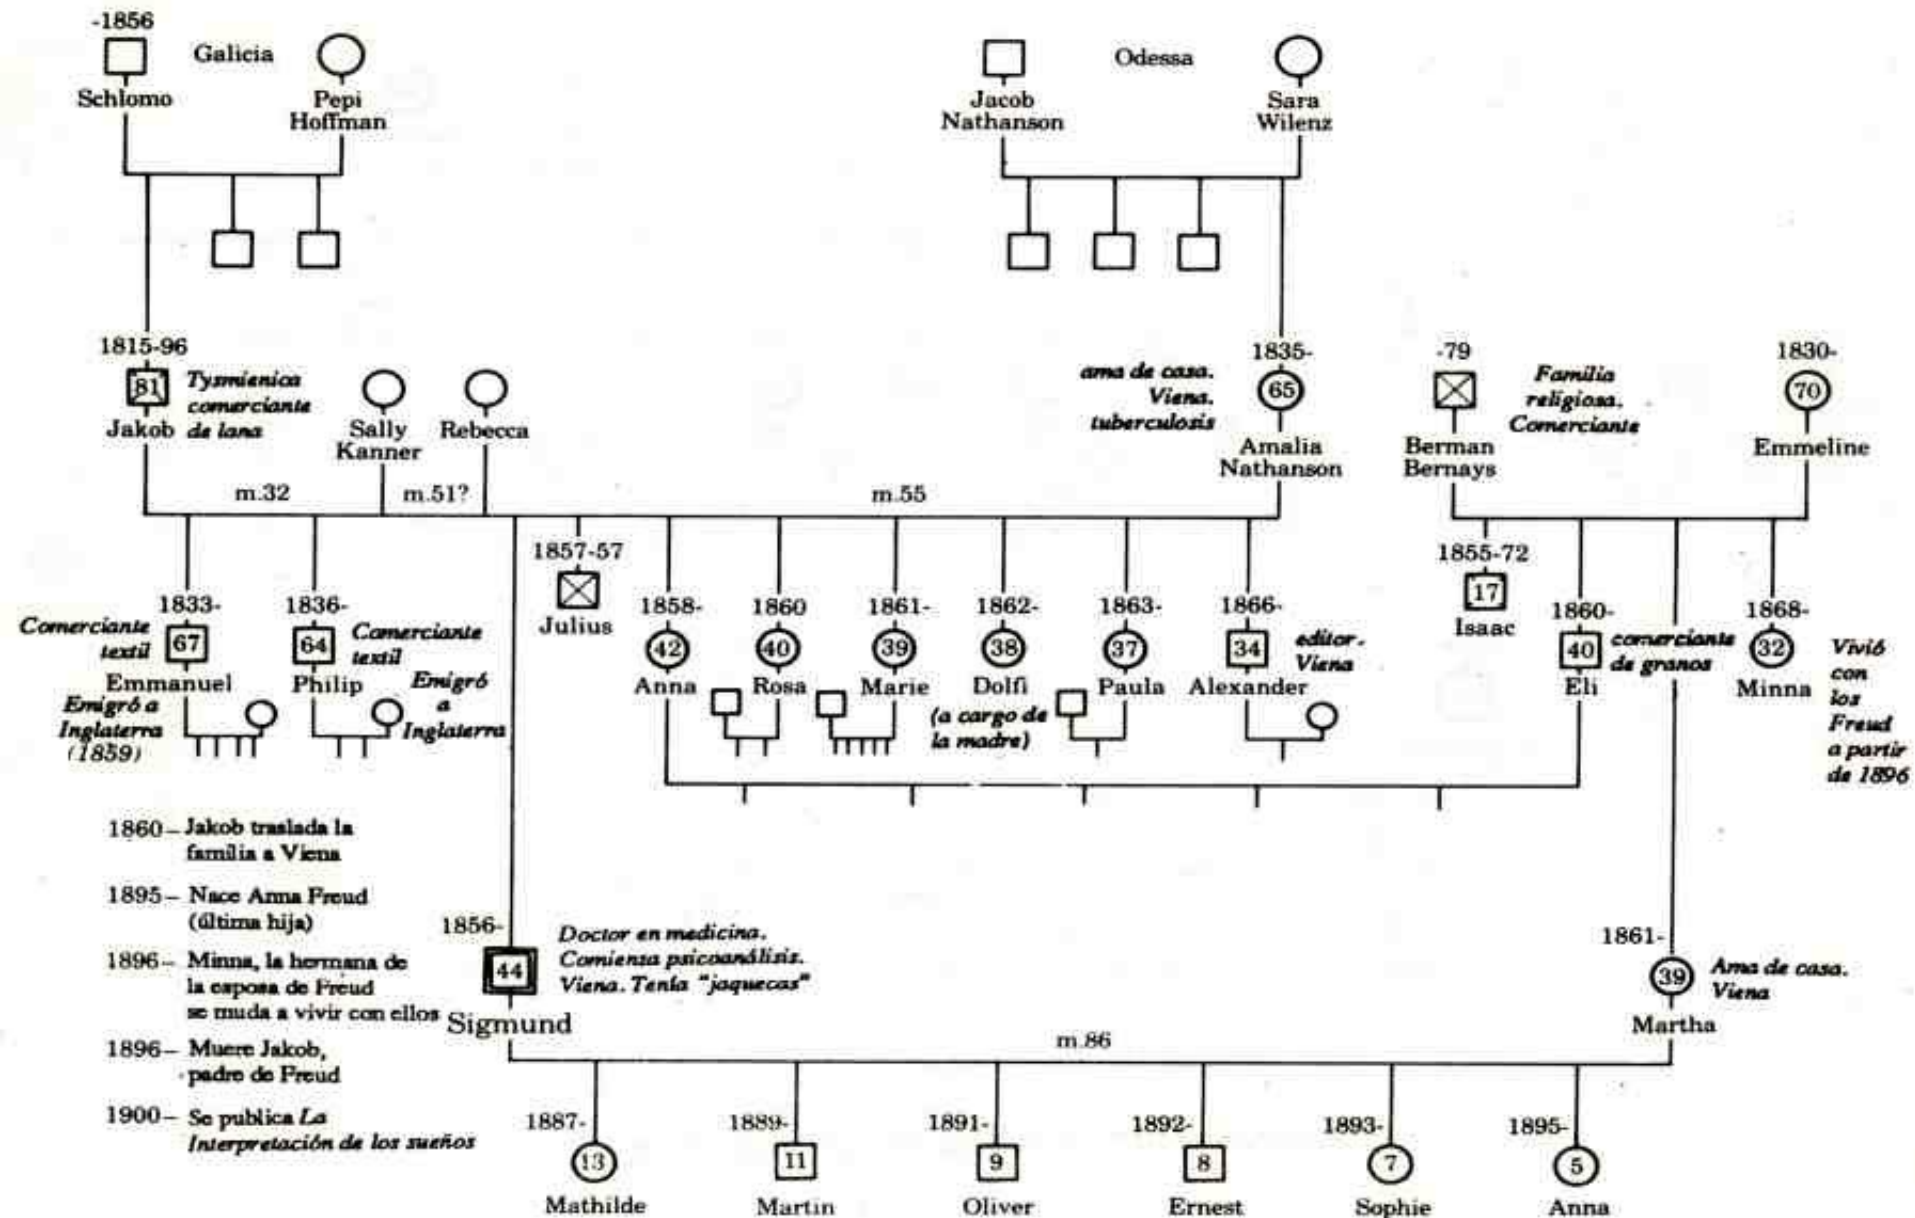 -1856
Galicia
Schlomo
Pepi
Hoffman
Odessa
Jacob
Nathanson
Sara
Wilenz
1815-96
81
Jakob
Tysmienica
comerciante
de lana
Sally
Kanner
Rebecca
ama de casa.
Viena.
tuberculosis
1835-
65
Amalia
Nathanson
-79
Berman
Bernays
Familia
religiosa.
Comerciante
1830-
70
Emmeline
m.32
m.51?
m.55
Comerciante
textil
1833-
67
Emmanuel
Emigró a
Inglaterra
(1859)
1836-
64
Philip
Comerciante
textil
Emigró
a
Inglaterra
1857-57
Julius
1858-
42
Anna
1860
40
Rosa
1861-
39
Marie
1862-
38
Dolfi
(a cargo de
la madre)
1863-
37
Paula
1866-
34
Alexander
editor.
Viena
1855-72
17
Isaac
1860-
40
Eli
comerciante
de granos
1868-
32
Minna
Vivió
con
los
Freud
a partir
de 1896
1860– Jakob traslada la
família a Viena
1895– Nace Anna Freud
(última hija)
1896– Minna, la hermana de
la esposa de Freud
se muda a vivir con ellos
1896– Muere Jakob,
padre de Freud
1900– Se publica La
Interpretación de los sueños
1856-
44
Sigmund
Doctor en medicina.
Comienza psicoanálisis.
Viena. Tenía "jaquecas"
1861-
39
Martha
Ama de casa.
Viena
m.86
1887-
13
Mathilde
1889-
11
Martin
1891-
9
Oliver
1892-
8
Ernest
1893-
7
Sophie
1895-
5
Anna